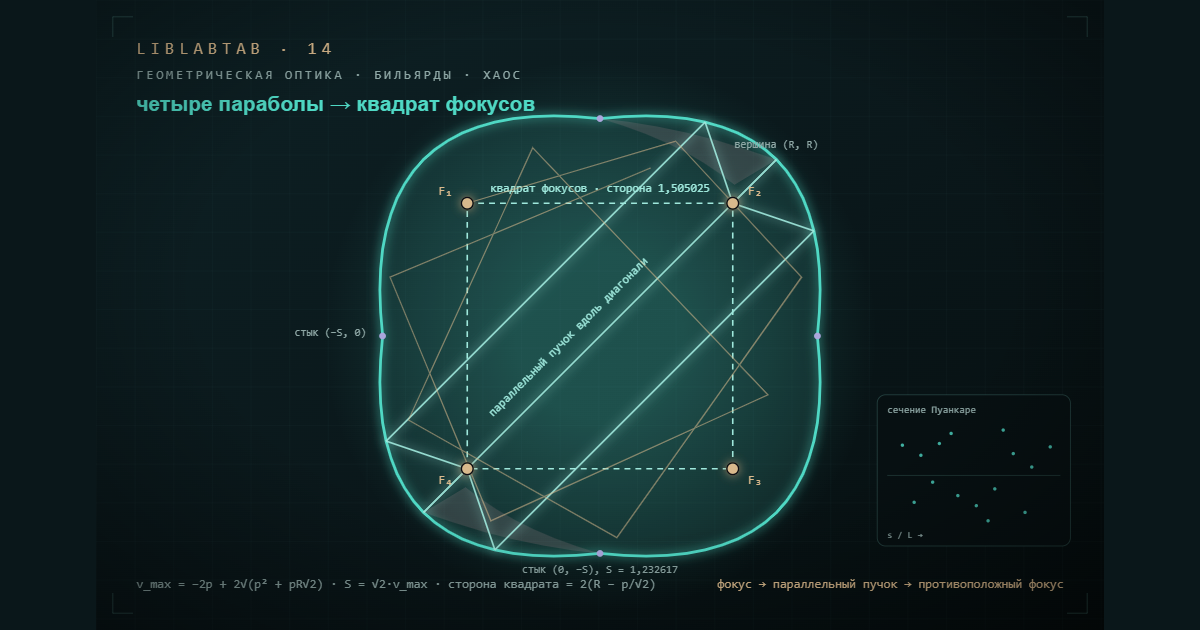 LIBLABTAB · 14
ГЕОМЕТРИЧЕСКАЯ ОПТИКА · БИЛЬЯРДЫ · ХАОС
четыре параболы → квадрат фокусов
вершина (R, R)
F₁
квадрат фокусов · сторона 1,505025
F₂
параллельный пучок вдоль диагонали
стык (−S, 0)
сечение Пуанкаре
F₄
F₃
s / L →
стык (0, −S), S = 1,232617
v_max = −2p + 2√(p² + pR√2) · S = √2·v_max · сторона квадрата = 2(R − p/√2)
фокус → параллельный пучок → противоположный фокус